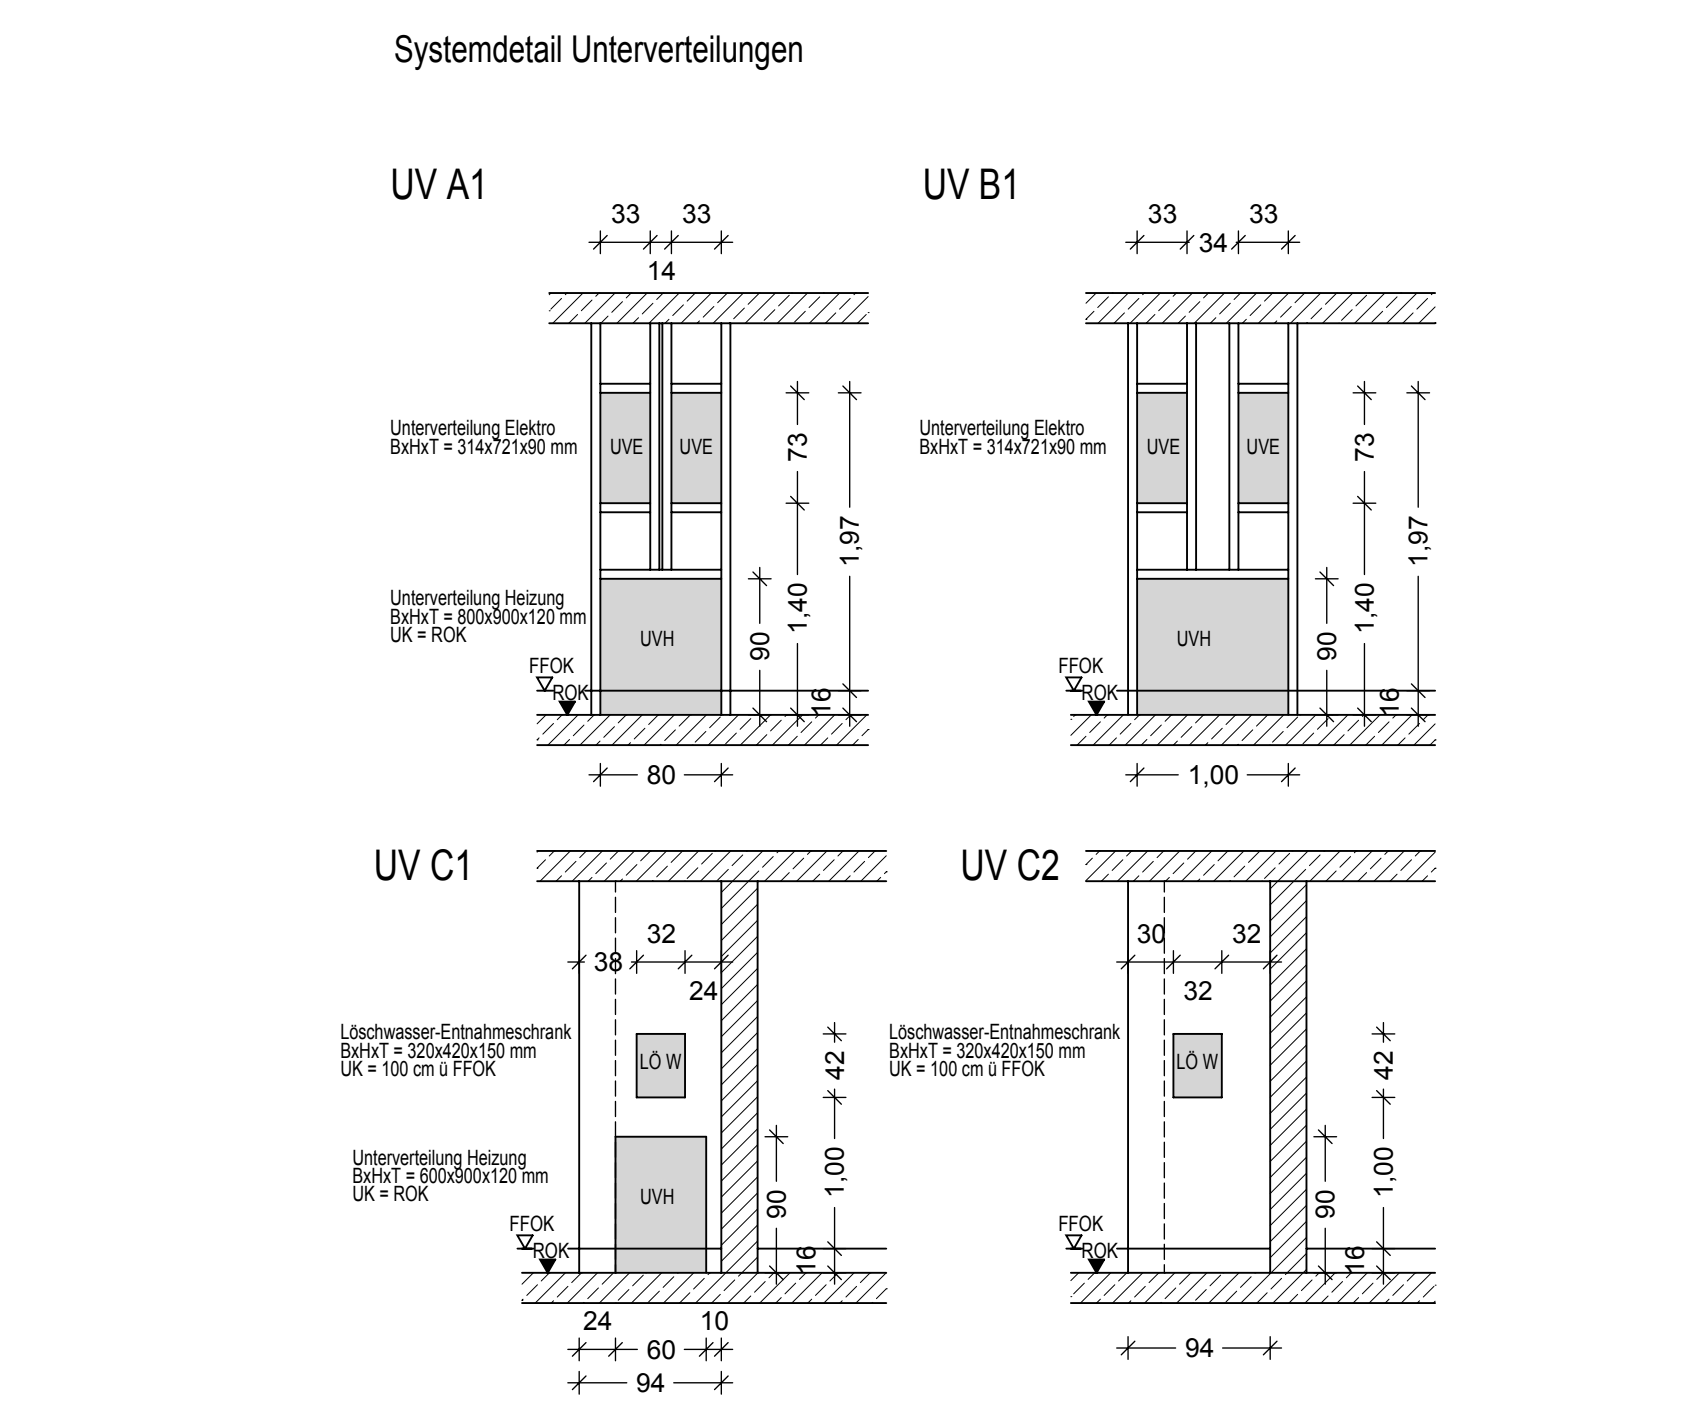 Systemdetail Unterverteilungen
UV A1
33
33
14
Unterverteilung Elektro
BxHxT = 314x721x90 mm
UVE
UVE
73
1,97
1,40
Unterverteilung Heizung
BxHxT = 800x900x120 mm
UK = ROK
UVH
90
FFOK
ROK
16
80
UV B1
33
34
33
Unterverteilung Elektro
BxHxT = 314x721x90 mm
UVE
UVE
73
1,97
1,40
UVH
90
FFOK
ROK
16
1,00
UV C1
32
38
24
Löschwasser-Entnahmeschrank
BxHxT = 320x420x150 mm
UK = 100 cm ü FFOK
LÖ W
42
Unterverteilung Heizung
BxHxT = 600x900x120 mm
UK = ROK
UVH
1,00
90
FFOK
ROK
16
24
10
60
94
UV C2
30
32
32
Löschwasser-Entnahmeschrank
BxHxT = 320x420x150 mm
UK = 100 cm ü FFOK
LÖ W
42
1,00
90
FFOK
ROK
16
94